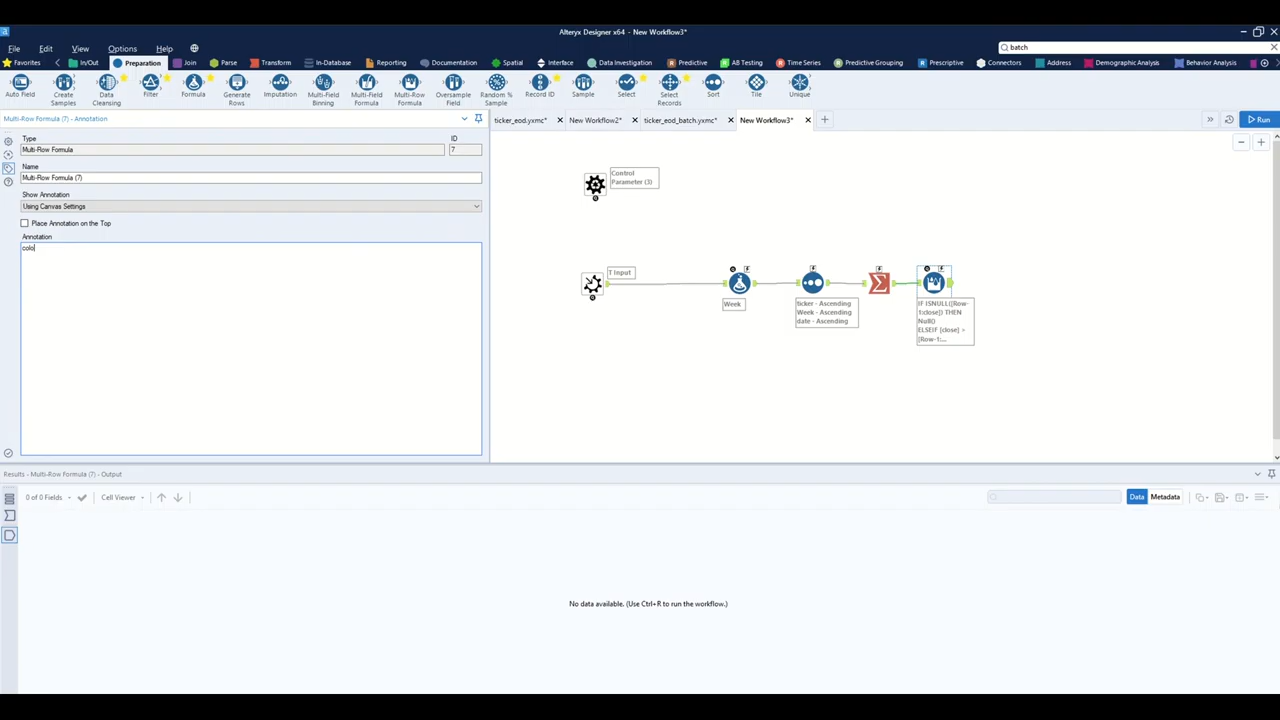 Alteryx Designer x64 - New Workflow3*
File Edit View Options Help
batch
Favorites In/Out Preparation Join Parse Transform In-Database Reporting Documentation Spatial Interface Data Investigation Predictive AB Testing Time Series Predictive Grouping Prescriptive Connectors Address Demographic Analysis Behavior Analysis
Auto Field
Create Samples
Data Cleansing
Filter
Formula
Generate Rows
Imputation
Multi-Field Binning
Multi-Field Formula
Multi-Row Formula
Oversample Field
Random % Sample
Record ID
Sample
Select
Select Records
Sort
Tile
Unique
Multi-Row Formula (7) - Annotation
ticker_eod.yxmc*
New Workflow2*
ticker_eod_batch.yxmc*
New Workflow3*
Run
Type
ID
Multi-Row Formula
7
Name
Multi-Row Formula (7)
Show Annotation
Using Canvas Settings
Place Annotation on the Top
Annotation
colo
Control
Parameter (3)
T Input
Week
ticker - Ascending
Week - Ascending
date - Ascending
IF ISNULL([Row-
1:close]) THEN
Null()
ELSEIF [close] >
[Row-1:...
Results - Multi-Row Formula (7) - Output
0 of 0 Fields
Cell Viewer
Data
Metadata
No data available. (Use Ctrl+R to run the workflow.)